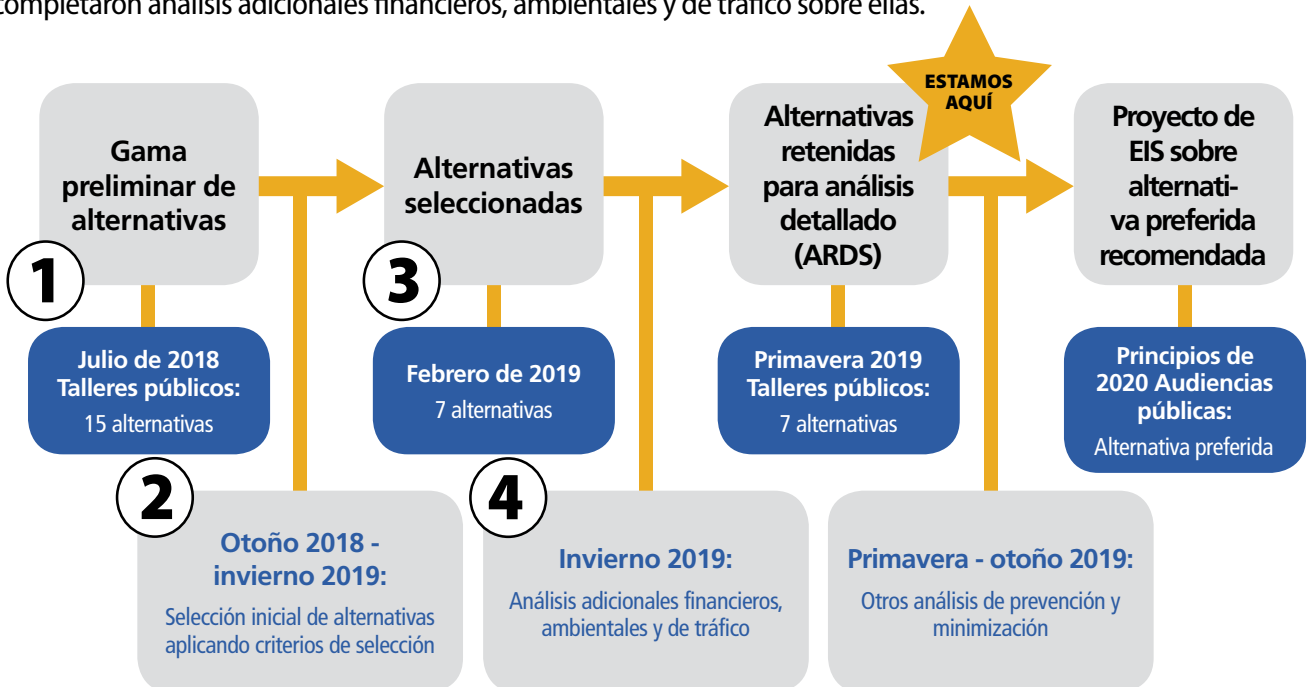 completaron análisis adicionales financieros, ambientales y de tráfico sobre ellas.
ESTAMOS
AQUÍ
Gama
preliminar de
alternativas
1
Julio de 2018
Talleres públicos:
15 alternativas
2
Otoño 2018 -
invierno 2019:
Selección inicial de alternativas
aplicando criterios de selección
Alternativas
seleccionadas
3
Febrero de 2019
7 alternativas
4
Invierno 2019:
Análisis adicionales financieros,
ambientales y de tráfico
Alternativas
retenidas
para análisis
detallado
(ARDS)
Primavera 2019
Talleres públicos:
7 alternativas
Primavera - otoño 2019:
Otros análisis de prevención y
minimización
Proyecto de
EIS sobre
alternati-
va preferida
recomendada
Principios de
2020 Audiencias
públicas:
Alternativa preferida